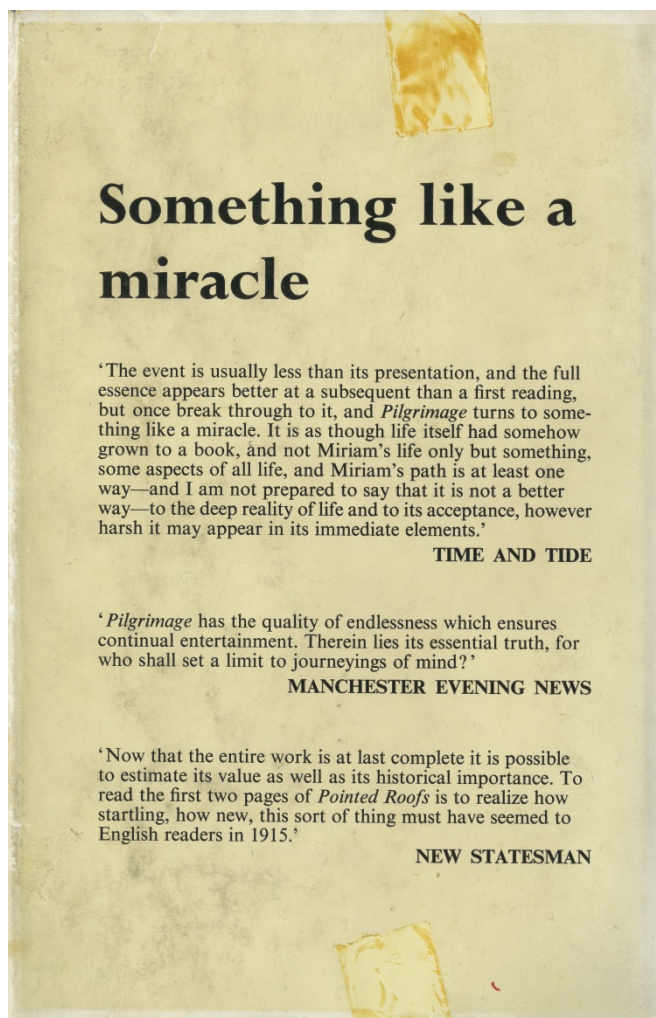 Something like a
miracle
‘The event is usually less than its presentation, and the full
essence appears better at a subsequent than a first reading,
but once break through to it, and Pilgrimage turns to some-
thing like a miracle. It is as though life itself had somehow
grown to a book, and not Miriam’s life only but something,
some aspects of all life, and Miriam’s path is at least one
way—and I am not prepared to say that it is not a better
way—to the deep reality of life and to its acceptance, however
harsh it may appear in its immediate elements.’
TIME AND TIDE
‘Pilgrimage has the quality of endlessness which ensures
continual entertainment. Therein lies its essential truth, for
who shall set a limit to journeyings of mind?’
MANCHESTER EVENING NEWS
‘Now that the entire work is at last complete it is possible
to estimate its value as well as its historical importance. To
read the first two pages of Pointed Roofs is to realize how
startling, how new, this sort of thing must have seemed to
English readers in 1915.’
NEW STATESMAN